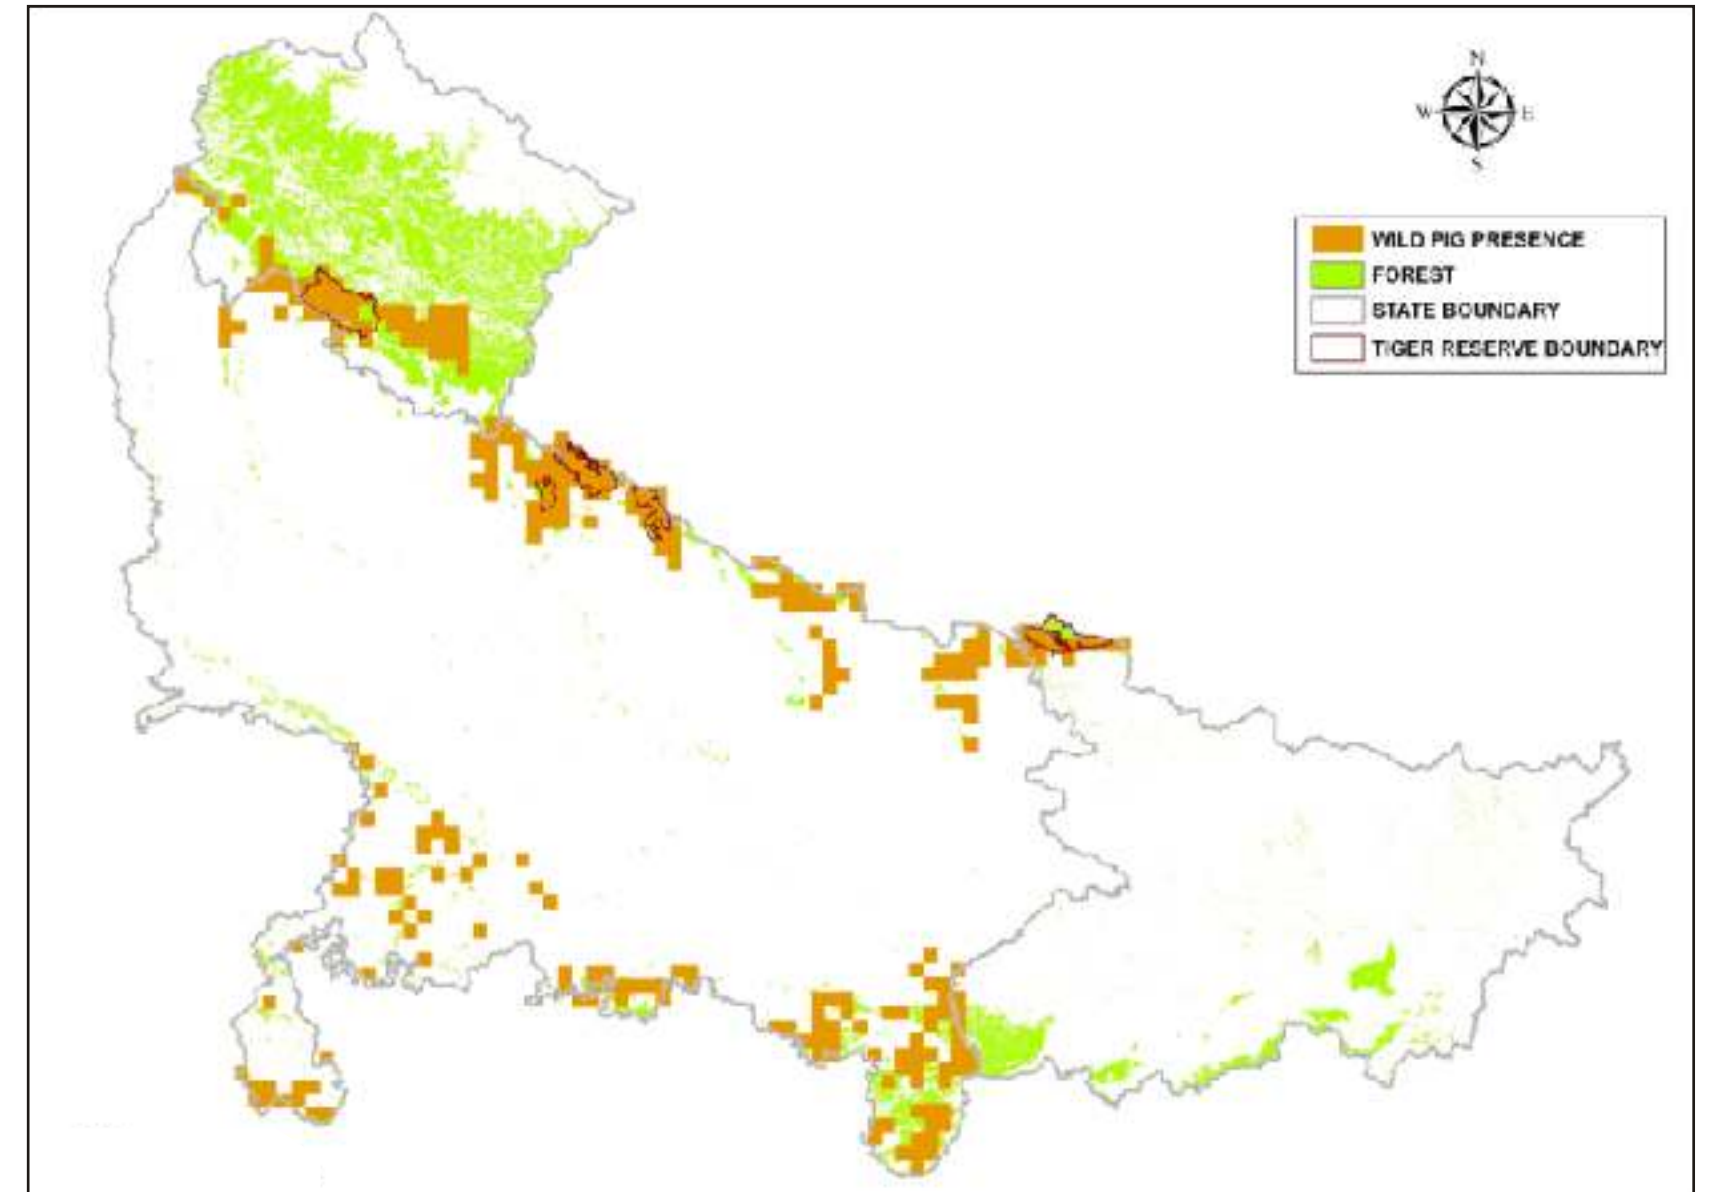 N
W E
S
WILD PIG PRESENCE
FOREST
STATE BOUNDARY
TIGER RESERVE BOUNDARY